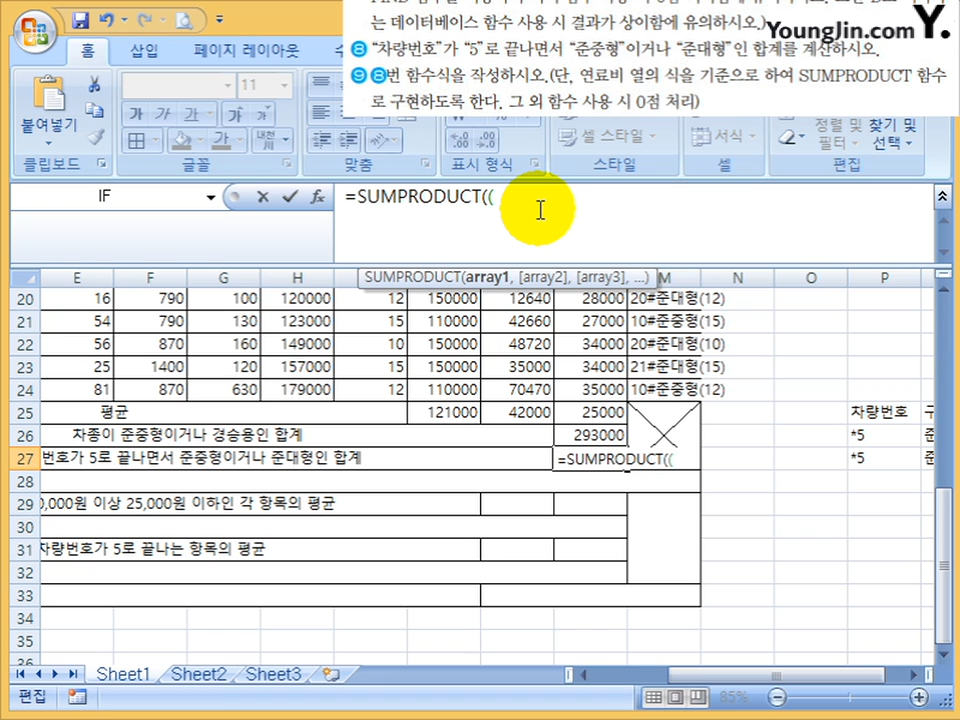 는 데이터베이스 함수 사용 시 결과가 상이함에 유의하시오.)
YoungJin.com Y.
⑧ “차량번호”가 “5”로 끝나면서 “준중형”이거나 “준대형”인 합계를 계산하시오.
⑨ ⑧번 함수식을 작성하시오.(단, 연료비 열의 식을 기준으로 하여 SUMPRODUCT 함수
로 구현하도록 한다. 그 외 함수 사용 시 0점 처리)
홈 삽입 페이지 레이아웃 수
붙여넣기
11
가 가 가 가 가
가 내천
셀 스타일 서식 정렬 및 필터 찾기 및 선택
클립보드 글꼴 맞춤 표시 형식 스타일 셀 편집
IF =SUMPRODUCT((
SUMPRODUCT(array1, [array2], [array3], ...)
E F G H M N O P
20 16 790 100 120000 12 150000 12640 28000 20#준대형(12)
21 54 790 130 123000 15 110000 42660 27000 10#준중형(15)
22 56 870 160 149000 10 150000 48720 34000 20#준대형(10)
23 25 1400 120 157000 15 150000 35000 34000 21#준대형(15)
24 81 870 630 179000 12 110000 70470 35000 10#준중형(12)
25 평균 121000 42000 25000 차량번호 구
26 차종이 준중형이거나 경승용인 합계 293000 *5 준
27 번호가 5로 끝나면서 준중형이거나 준대형인 합계 =SUMPRODUCT(( *5 준
28
29 0,000원 이상 25,000원 이하인 각 항목의 평균
30
31 차량번호가 5로 끝나는 항목의 평균
32
33
34
35
36
Sheet1 Sheet2 Sheet3
편집 85%